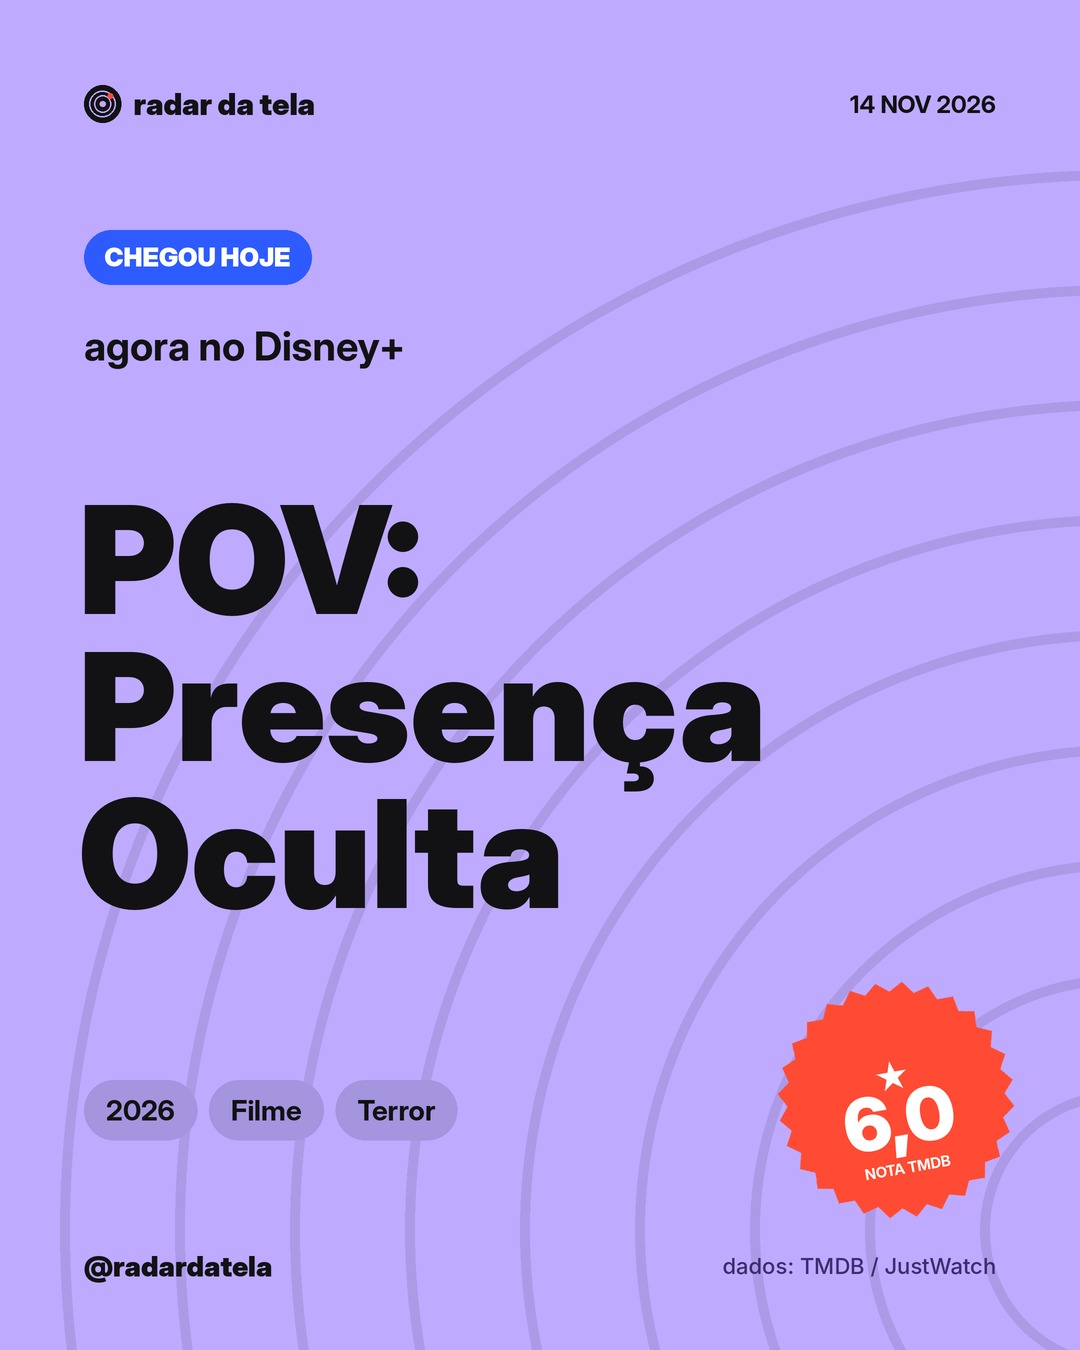 radar da tela
14 NOV 2026
CHEGOU HOJE
agora no Disney+
POV:
Presença
Oculta
2026
Filme
Terror
6,0
NOTA TMDB
@radardatela
dados: TMDB / JustWatch